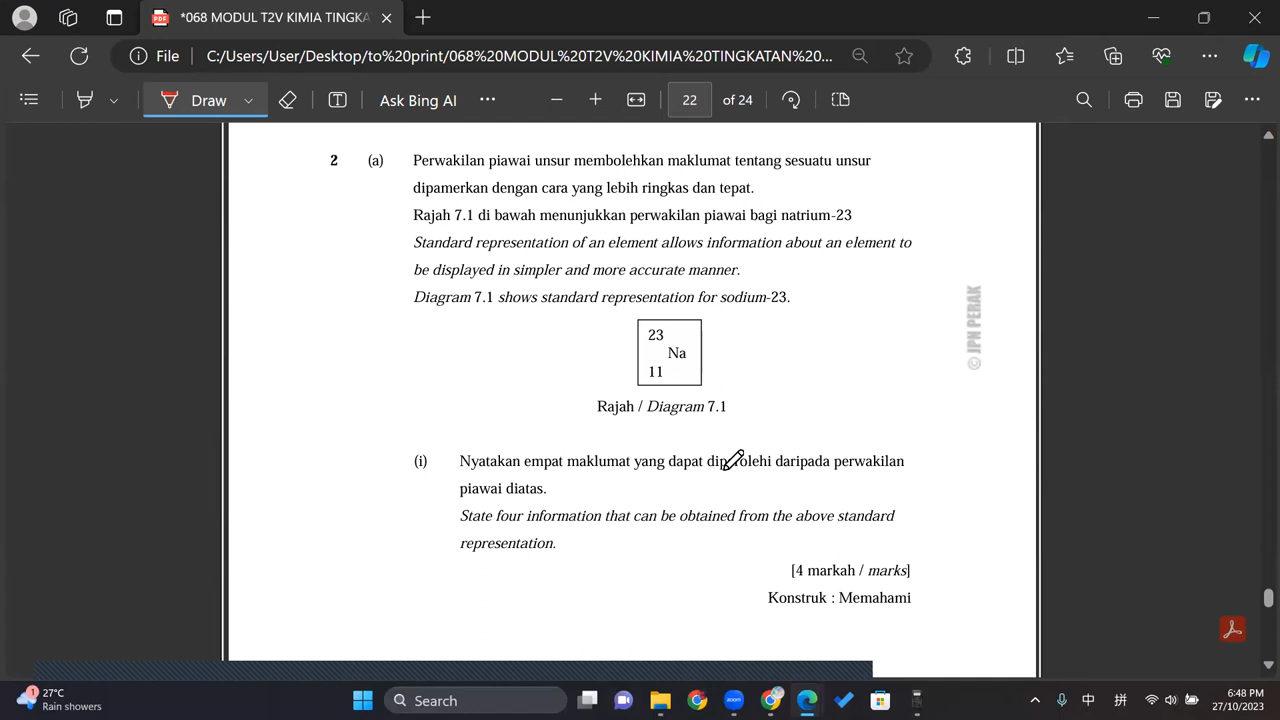 *068 MODUL T2V KIMIA TINGKA
File
C:/Users/User/Desktop/to%20print/068%20MODUL%20T2V%20KIMIA%20TINGKATAN%20...
Draw
Ask Bing AI
22 of 24
2 (a) Perwakilan piawai unsur membolehkan maklumat tentang sesuatu unsur
dipamerkan dengan cara yang lebih ringkas dan tepat.
Rajah 7.1 di bawah menunjukkan perwakilan piawai bagi natrium-23
Standard representation of an element allows information about an element to
be displayed in simpler and more accurate manner.
Diagram 7.1 shows standard representation for sodium-23.
23
Na
11
Rajah / Diagram 7.1
© JPN PERAK
(i) Nyatakan empat maklumat yang dapat diperolehi daripada perwakilan
piawai diatas.
State four information that can be obtained from the above standard
representation.
[4 markah / marks]
Konstruk : Memahami
1
27°C
Rain showers
Search
zoom
中
拼
6:48 PM
27/10/2023